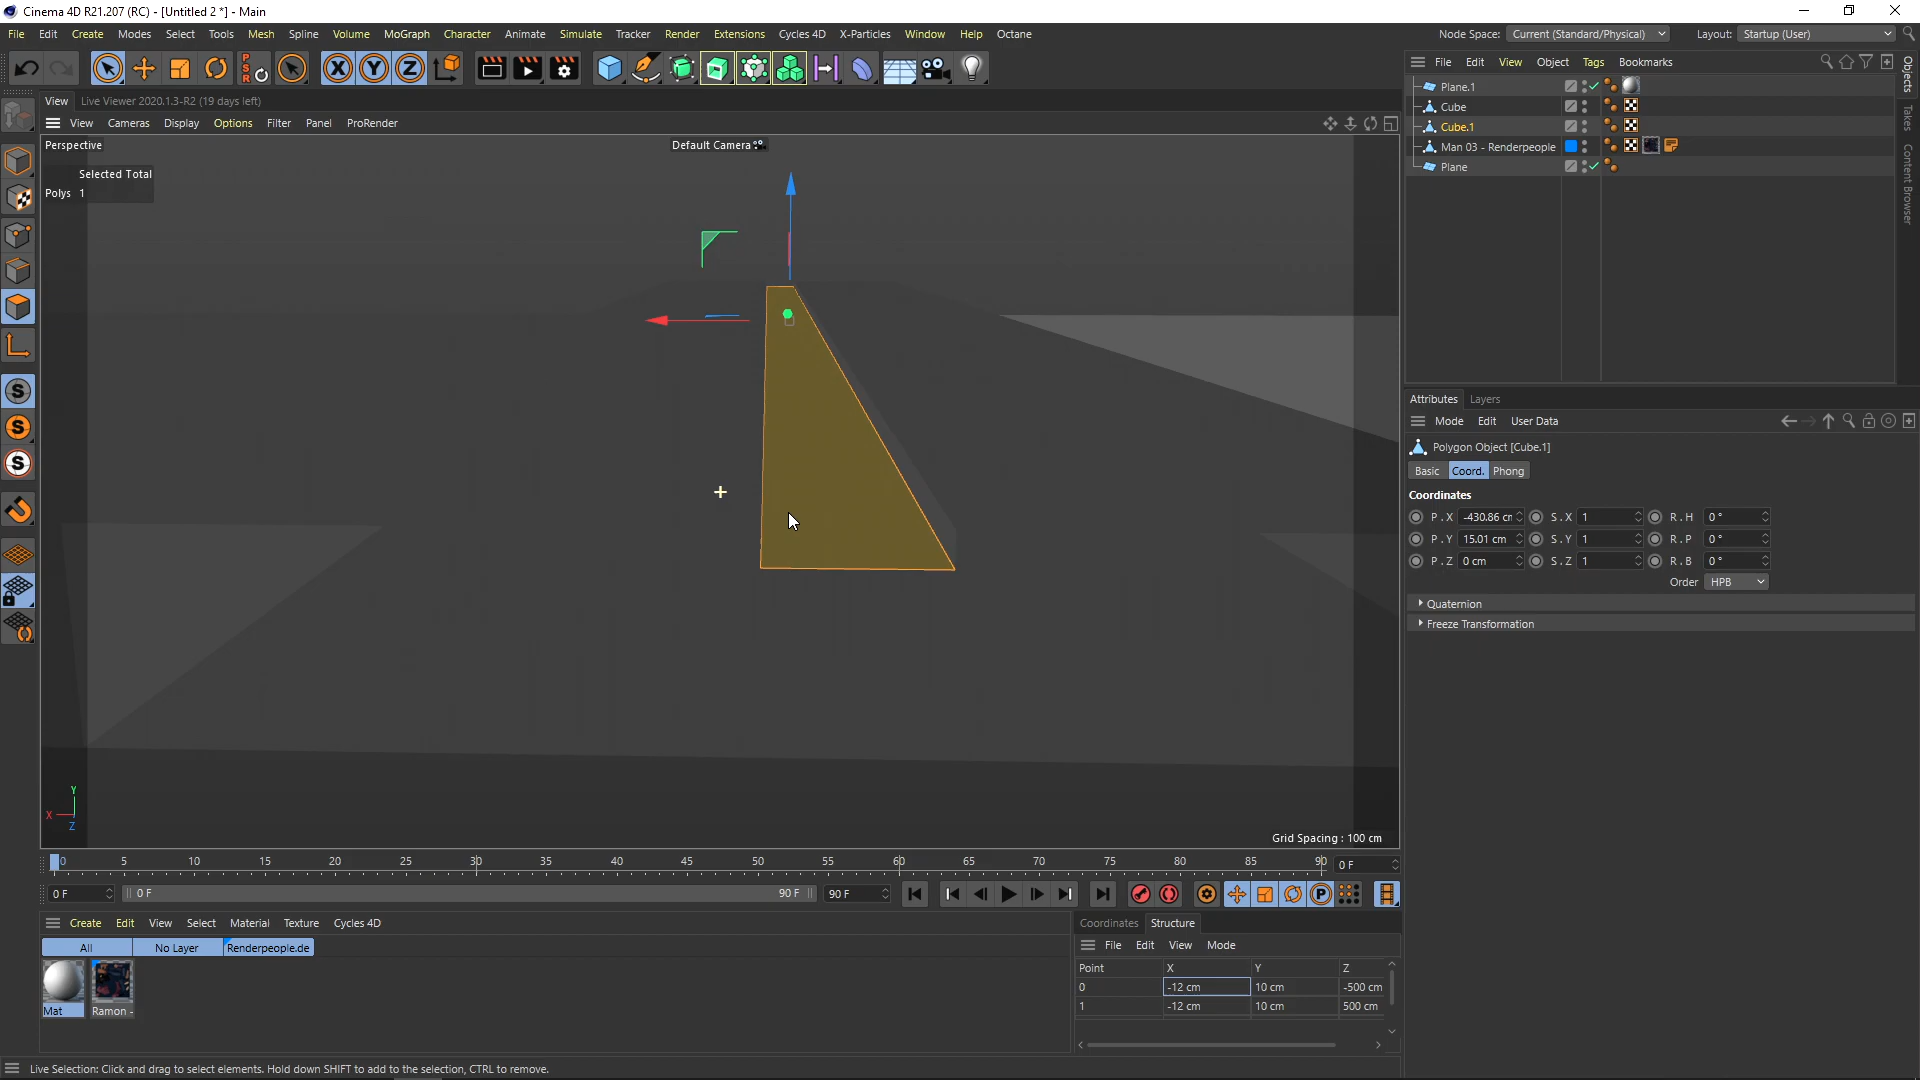 Cinema 4D R21.207 (RC) - [Untitled 2 *] - Main
File Edit Create Modes Select Tools Mesh Spline Volume MoGraph Character Animate Simulate Tracker Render Extensions Cycles 4D X-Particles Window Help Octane
Node Space: Current (Standard/Physical) Layout: Startup (User)
PSR
X Y Z
File Edit View Object Tags Bookmarks
Objects
Takes
Content Browser
View Live Viewer 2020.1.3-R2 (19 days left)
View Cameras Display Options Filter Panel ProRender
Perspective
Default Camera
Selected Total
Polys 1
Plane.1
Cube
Cube.1
Man 03 - Renderpeople
Plane
S
S
S
Attributes Layers
Mode Edit User Data
Polygon Object [Cube.1]
Basic Coord. Phong
Coordinates
P . X -430.86 cm S . X 1 R . H 0°
P . Y 15.01 cm S . Y 1 R . P 0°
P . Z 0 cm S . Z 1 R . B 0°
Order HPB
Quaternion
Freeze Transformation
Y
X
Z
Grid Spacing : 100 cm
0 5 10 15 20 25 30 35 40 45 50 55 60 65 70 75 80 85 90 0 F
0 F 0 F 90 F 90 F
P
Create Edit View Select Material Texture Cycles 4D
All No Layer Renderpeople.de
Mat Ramon -
Coordinates Structure
File Edit View Mode
Point X Y Z
0 -12 cm 10 cm -500 cm
1 -12 cm 10 cm 500 cm
Live Selection: Click and drag to select elements. Hold down SHIFT to add to the selection, CTRL to remove.